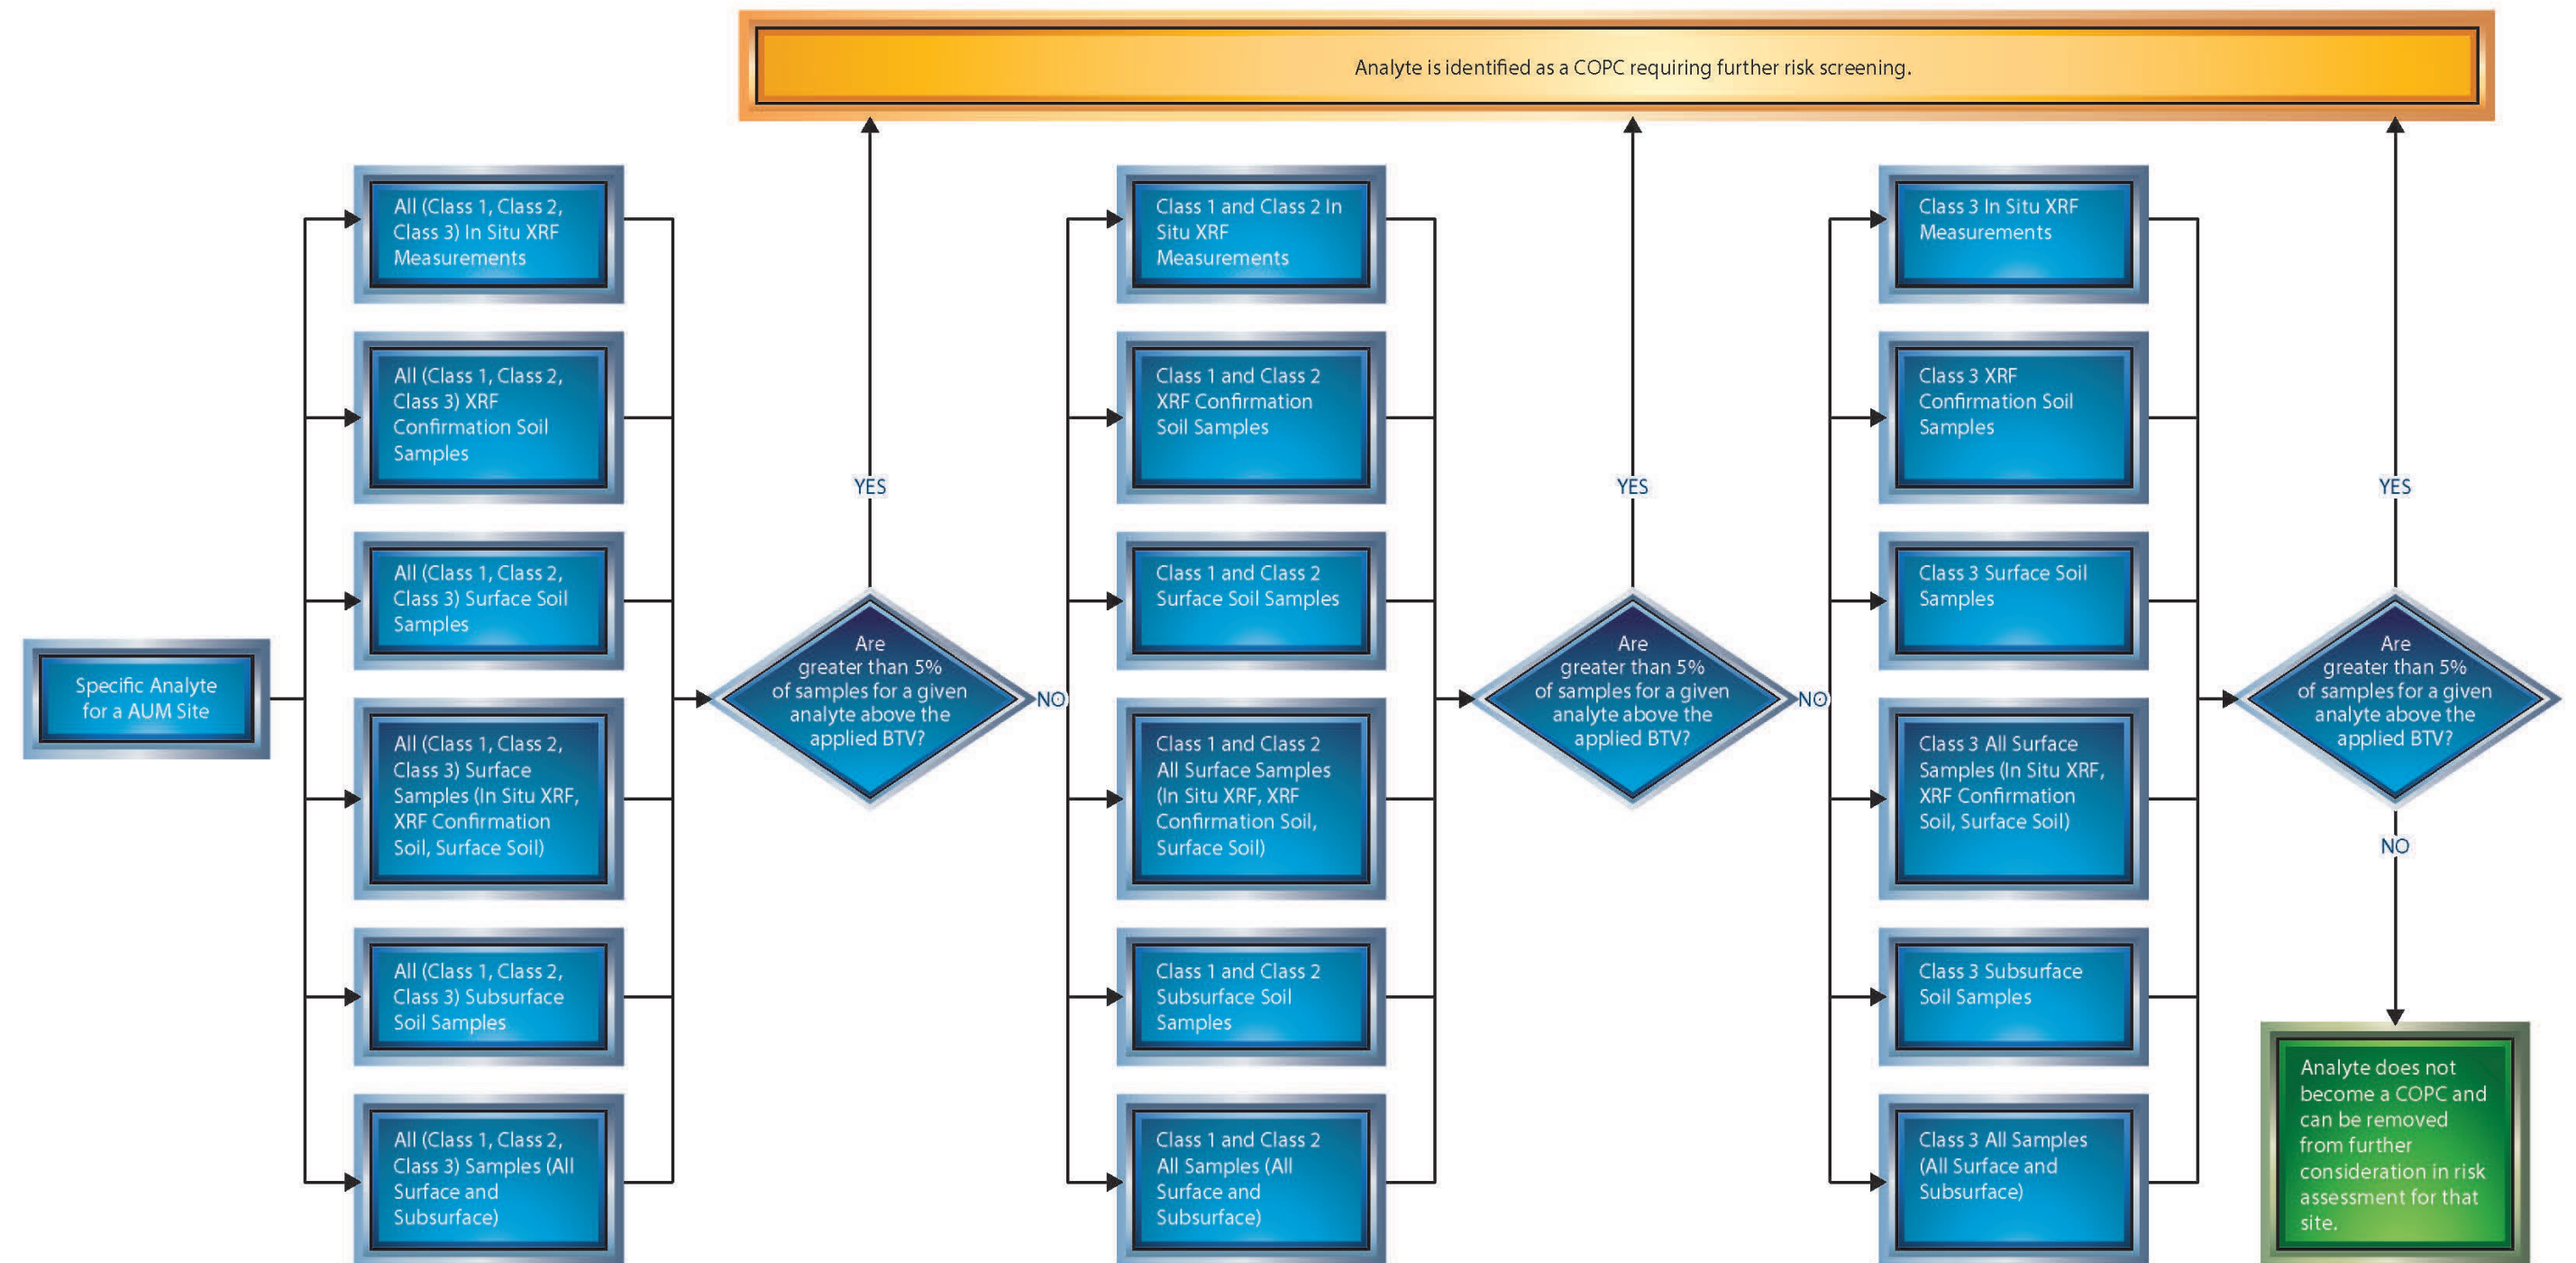 Analyte is identified as a COPC requiring further risk screening.
Specific Analyte
for a AUM Site
All (Class 1, Class 2,
Class 3) In Situ XRF
Measurements
All (Class 1, Class 2,
Class 3) XRF
Confirmation Soil
Samples
All (Class 1, Class 2,
Class 3) Surface Soil
Samples
All (Class 1, Class 2,
Class 3) Surface
Samples (In Situ XRF,
XRF Confirmation
Soil, Surface Soil)
All (Class 1, Class 2,
Class 3) Subsurface
Soil Samples
All (Class 1, Class 2,
Class 3) Samples (All
Surface and
Subsurface)
YES
Are
greater than 5%
of samples for a given
analyte above the
applied BTV?
NO
Class 1 and Class 2 In
Situ XRF
Measurements
Class 1 and Class 2
XRF Confirmation
Soil Samples
Class 1 and Class 2
Surface Soil Samples
Class 1 and Class 2
All Surface Samples
(In Situ XRF, XRF
Confirmation Soil,
Surface Soil)
Class 1 and Class 2
Subsurface Soil
Samples
Class 1 and Class 2
All Samples (All
Surface and
Subsurface)
YES
Are
greater than 5%
of samples for a given
analyte above the
applied BTV?
NO
Class 3 In Situ XRF
Measurements
Class 3 XRF
Confirmation Soil
Samples
Class 3 Surface Soil
Samples
Class 3 All Surface
Samples (In Situ XRF,
XRF Confirmation
Soil, Surface Soil)
Class 3 Subsurface
Soil Samples
Class 3 All Samples
(All Surface and
Subsurface)
YES
Are
greater than 5%
of samples for a given
analyte above the
applied BTV?
NO
Analyte does not
become a COPC and
can be removed
from further
consideration in risk
assessment for that
site.